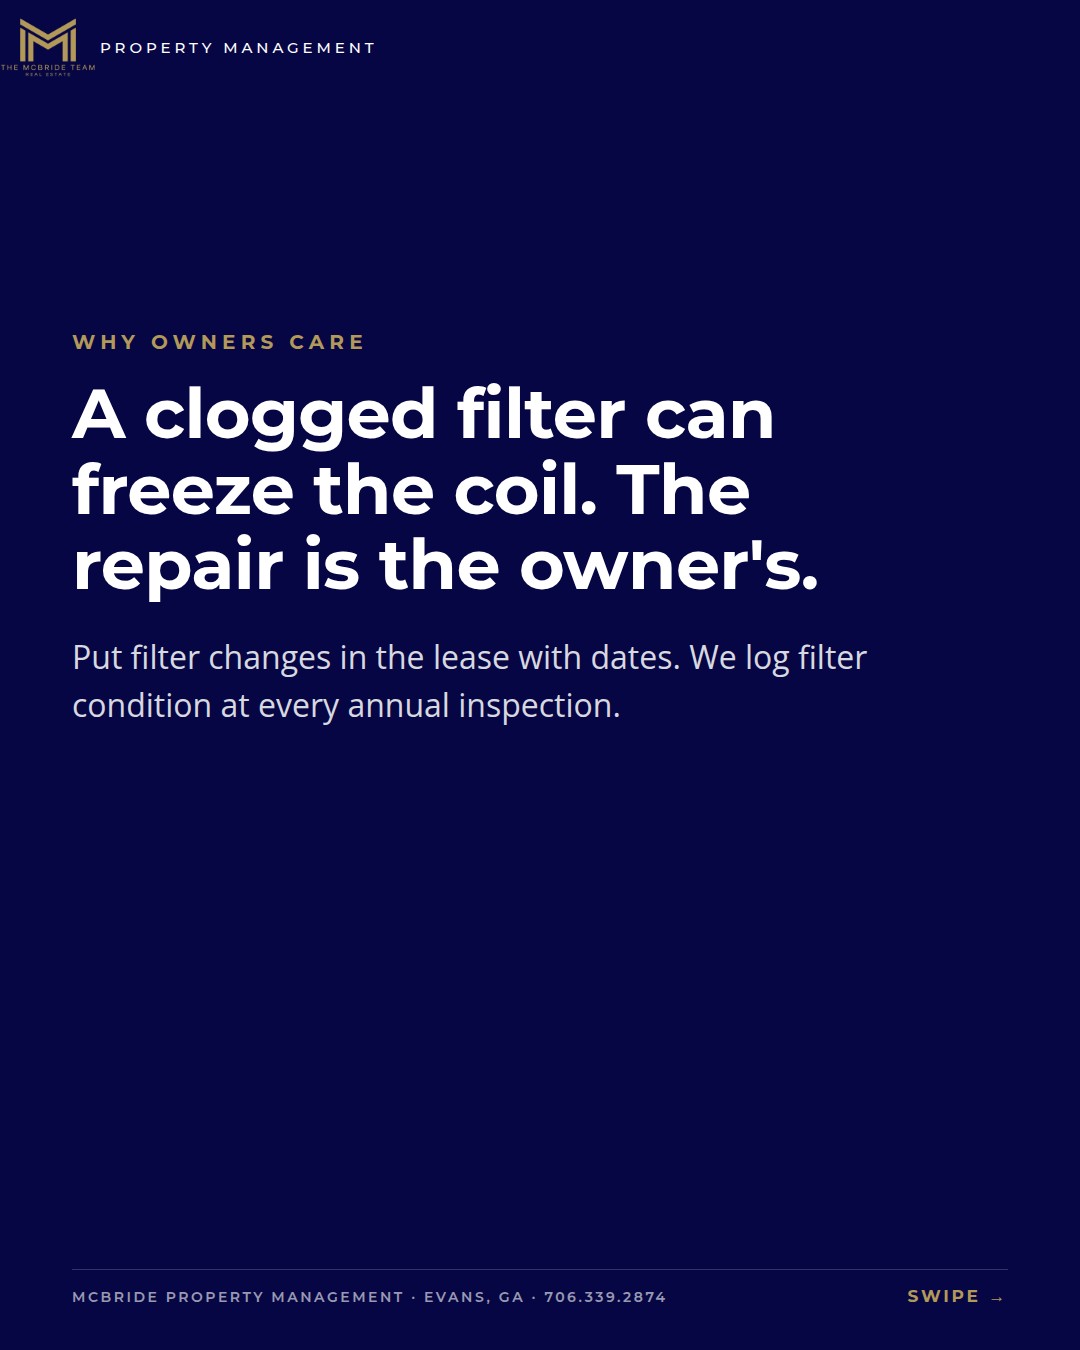 THE MCBRIDE TEAM
REAL ESTATE
PROPERTY MANAGEMENT
WHY OWNERS CARE
A clogged filter can
freeze the coil. The
repair is the owner's.
Put filter changes in the lease with dates. We log filter
condition at every annual inspection.
MCBRIDE PROPERTY MANAGEMENT · EVANS, GA · 706.339.2874
SWIPE →